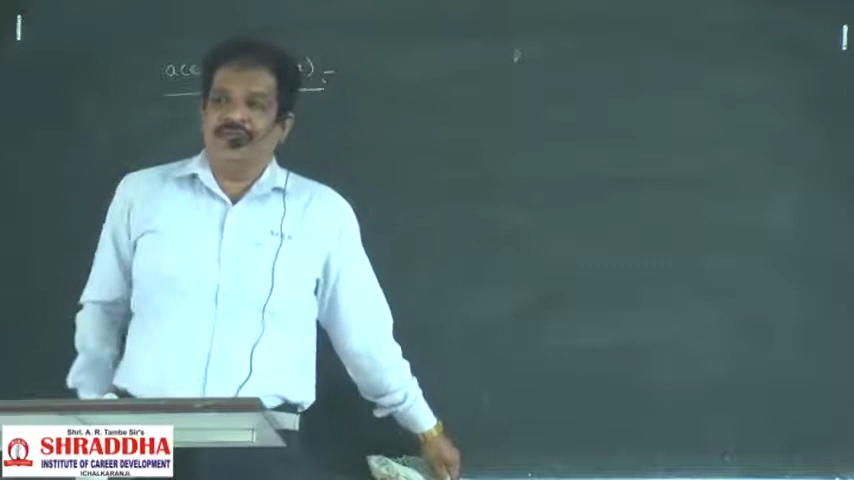 Shri. A. R. Tambe Sir's
SHRADDHA
INSTITUTE OF CAREER DEVELOPMENT,
ICHALKARANJI